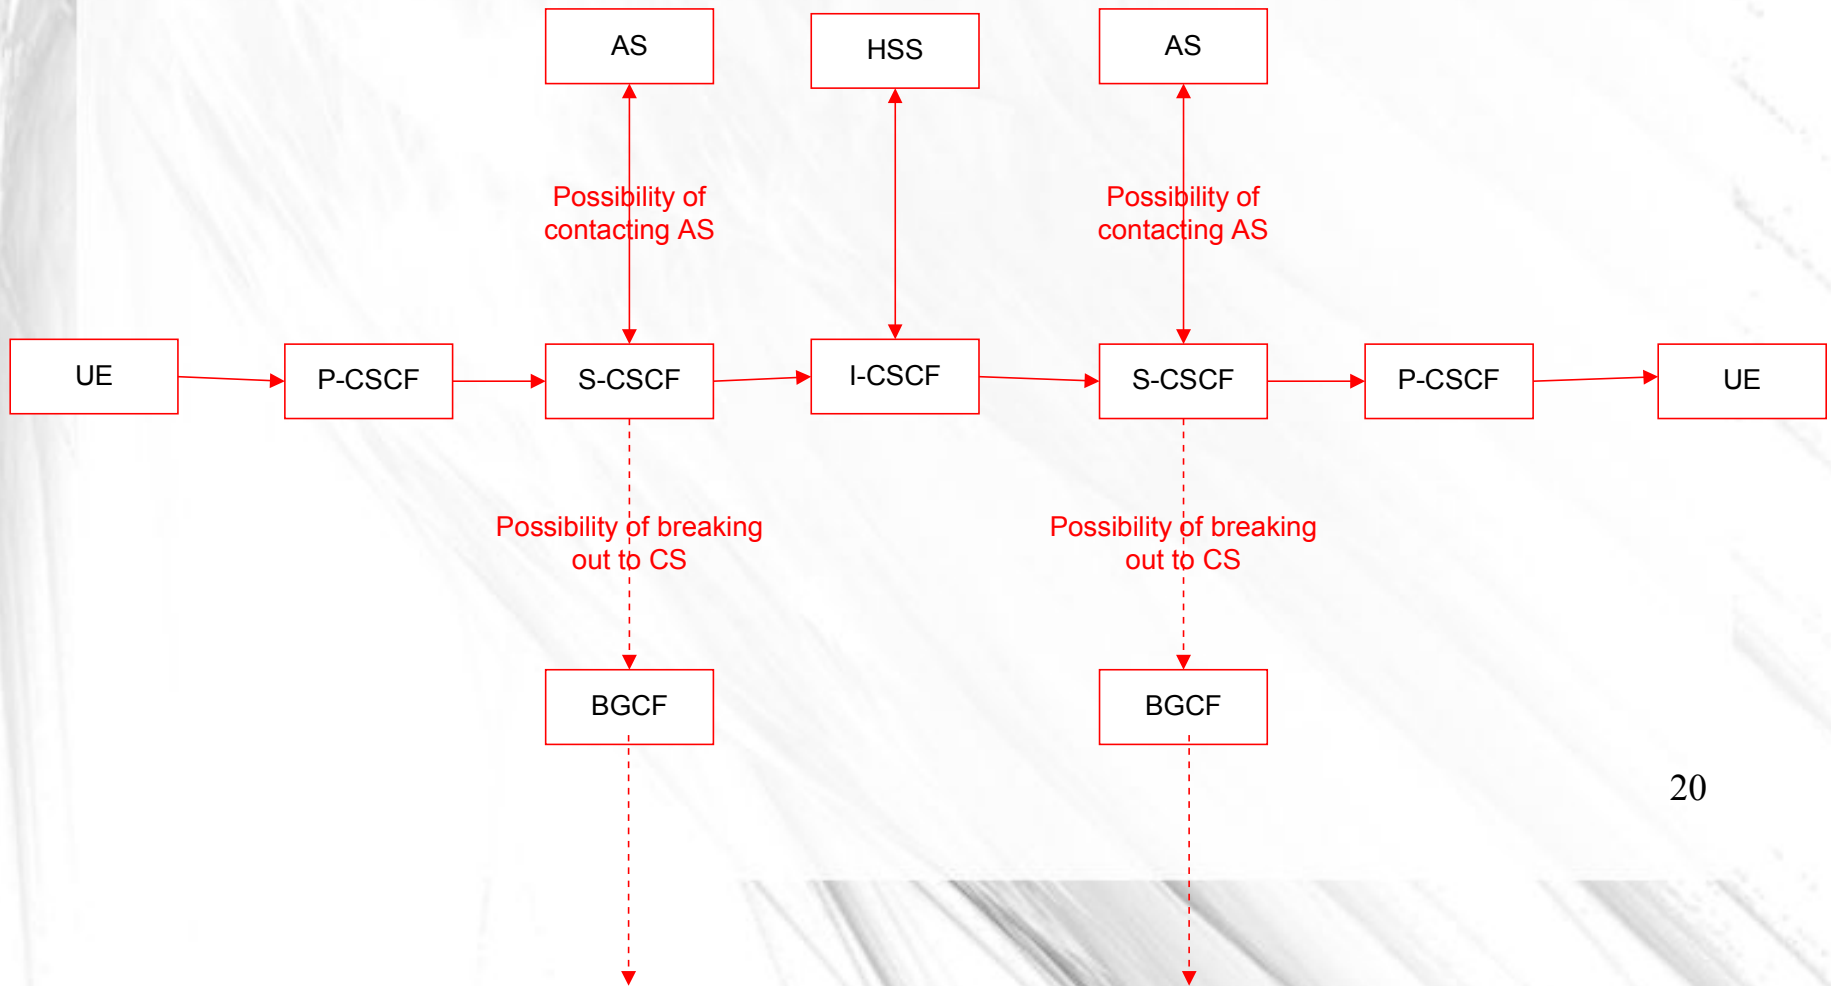 AS
HSS
AS
Possibility of
contacting AS
Possibility of
contacting AS
UE
P-CSCF
S-CSCF
I-CSCF
S-CSCF
P-CSCF
UE
Possibility of breaking
out to CS
Possibility of breaking
out to CS
BGCF
BGCF
20